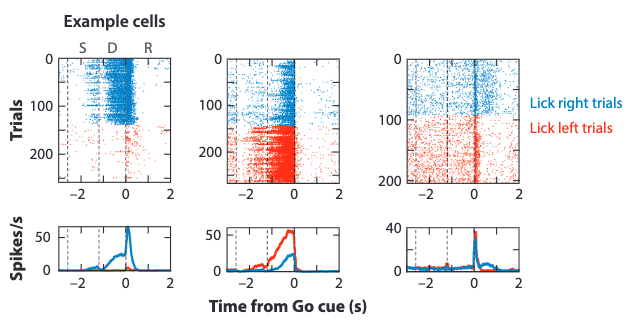 Example cells
S D R
Trials
0
100
200
−2 0 2
0
100
200
−2 0 2
0
100
200
−2 0 2
Lick right trials
Lick left trials
Spikes/s
50
0
−2 0 2
50
0
−2 0 2
40
0
−2 0 2
Time from Go cue (s)